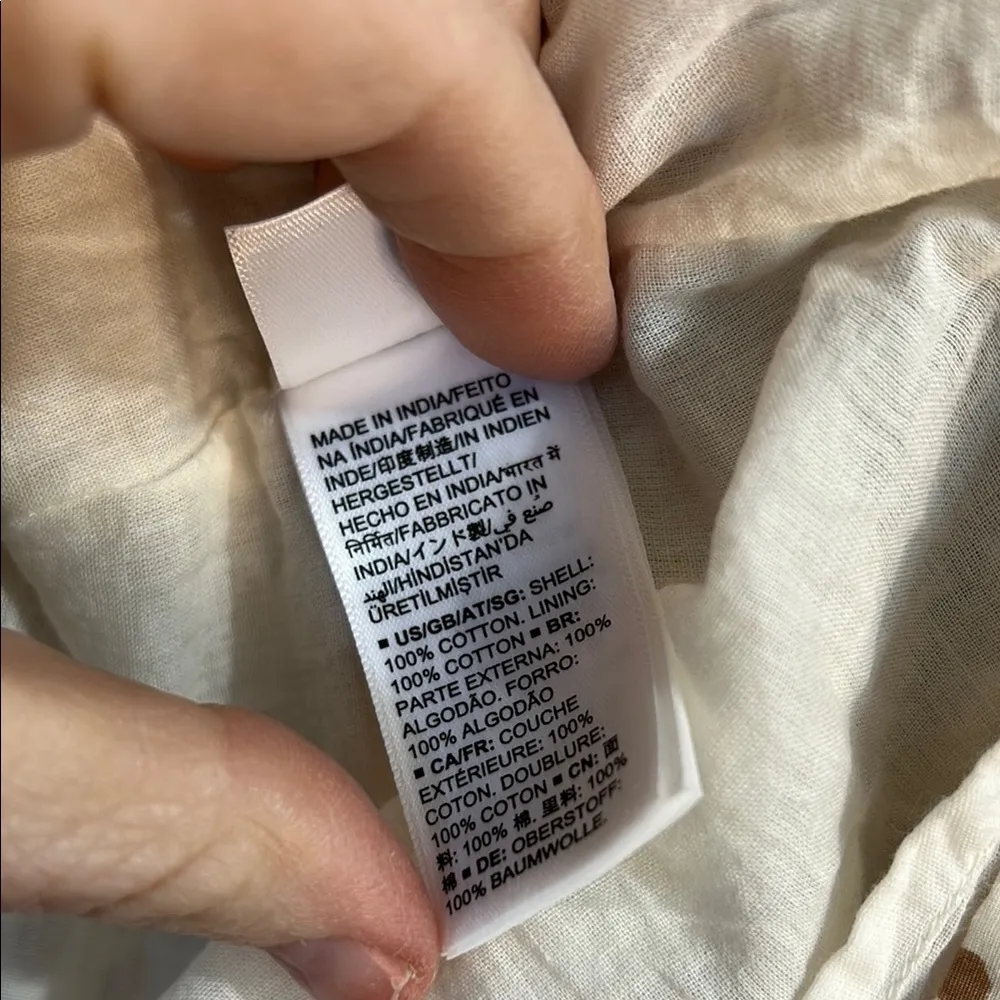 MADE IN INDIA/FEITO
NA ÍNDIA/FABRIQUÉ EN
INDE/印度制造/IN INDIEN
HERGESTELLT/
HECHO EN INDIA/भारत में
निर्मित/FABBRICATO IN
INDIA/インド製/صُنع في
الهند/HİNDİSTAN'DA
ÜRETİLMİŞTİR
▪ US/GB/AT/SG: SHELL:
100% COTTON. LINING:
100% COTTON ▪ BR:
PARTE EXTERNA: 100%
ALGODÃO. FORRO:
100% ALGODÃO
▪ CA/FR: COUCHE
EXTÉRIEURE: 100%
COTON. DOUBLURE:
100% COTON ▪ CN: 面
料: 100% 棉. 里料: 100%
棉 ▪ DE: OBERSTOFF:
100% BAUMWOLLE.